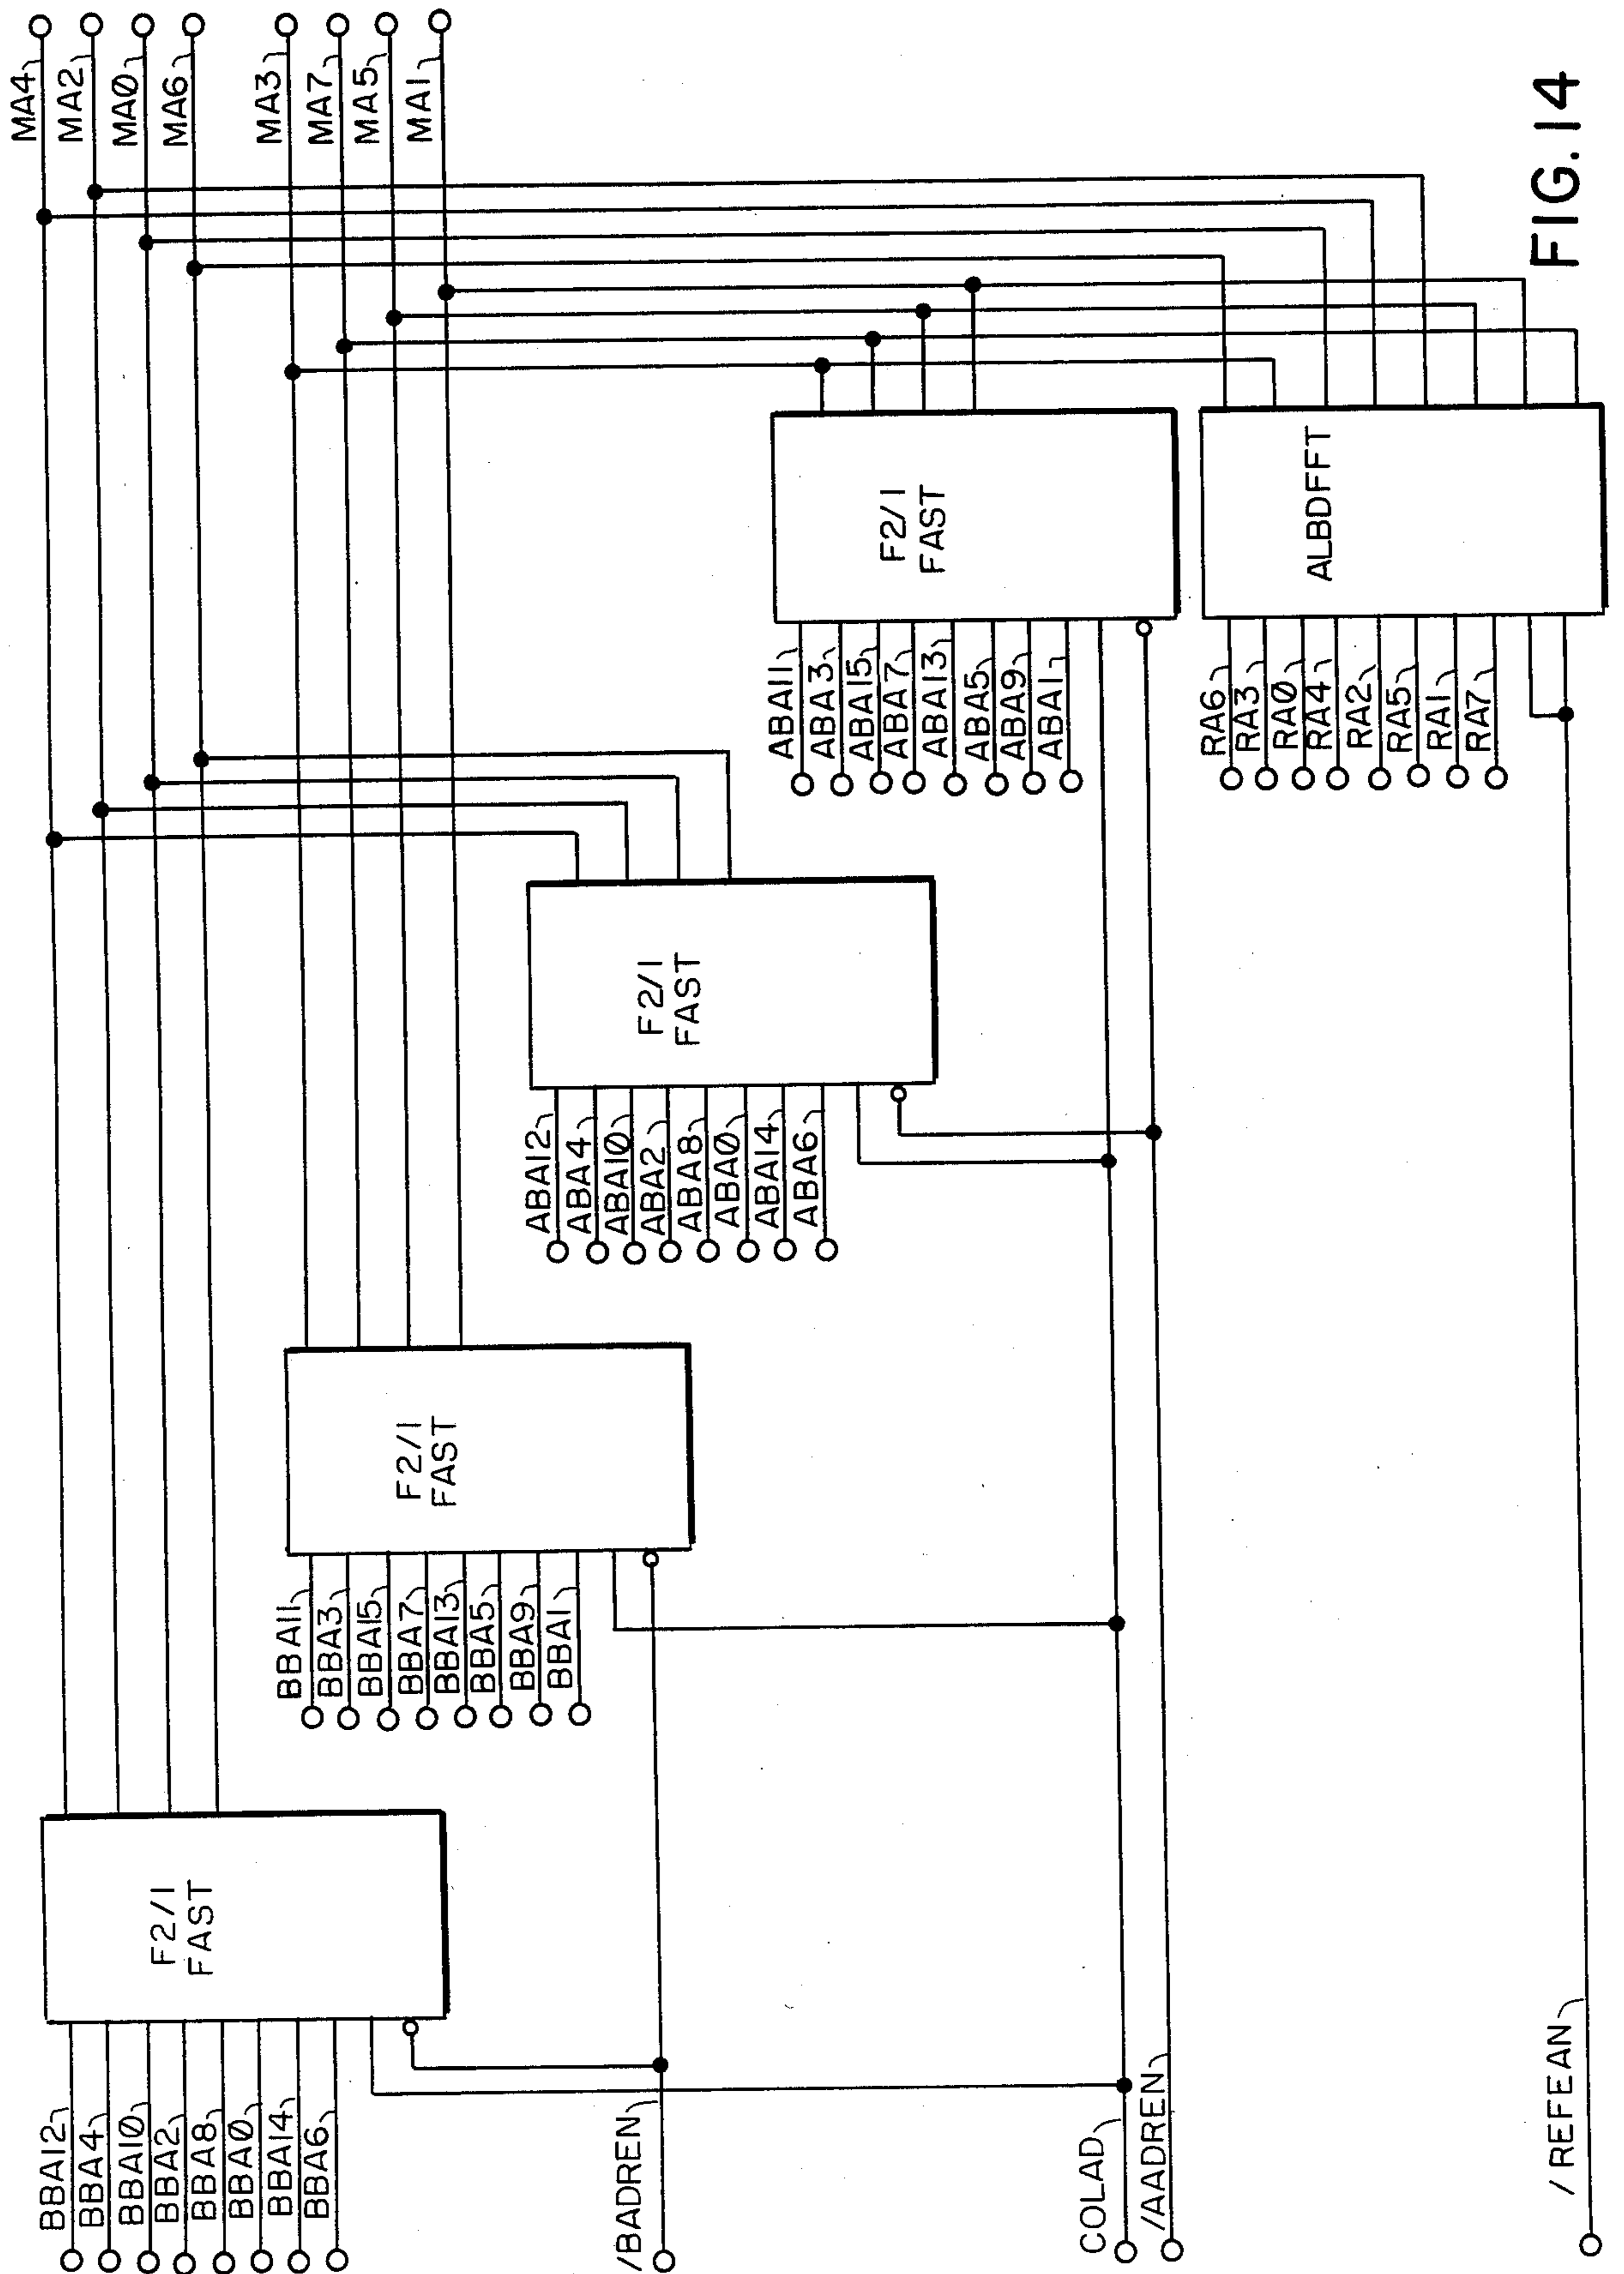 MA4
MA2
MA0
MA6
MA3
MA7
MA5
MA1
BBA12
BBA4
BBA10
BBA2
BBA8
BBA0
BBA14
BBA6
F2/1
FAST
BBA11
BBA3
BBA15
BBA7
BBA13
BBA5
BBA9
BBA1
F2/1
FAST
/BADREN
ABA12
ABA4
ABA10
ABA2
ABA8
ABA0
ABA14
ABA6
F2/1
FAST
ABA11
ABA3
ABA15
ABA7
ABA13
ABA5
ABA9
ABA1
F2/1
FAST
COLAD
/AADREN
RA6
RA3
RA0
RA4
RA2
RA5
RA1
RA7
ALBDFFT
/REFEAN
FIG. 14